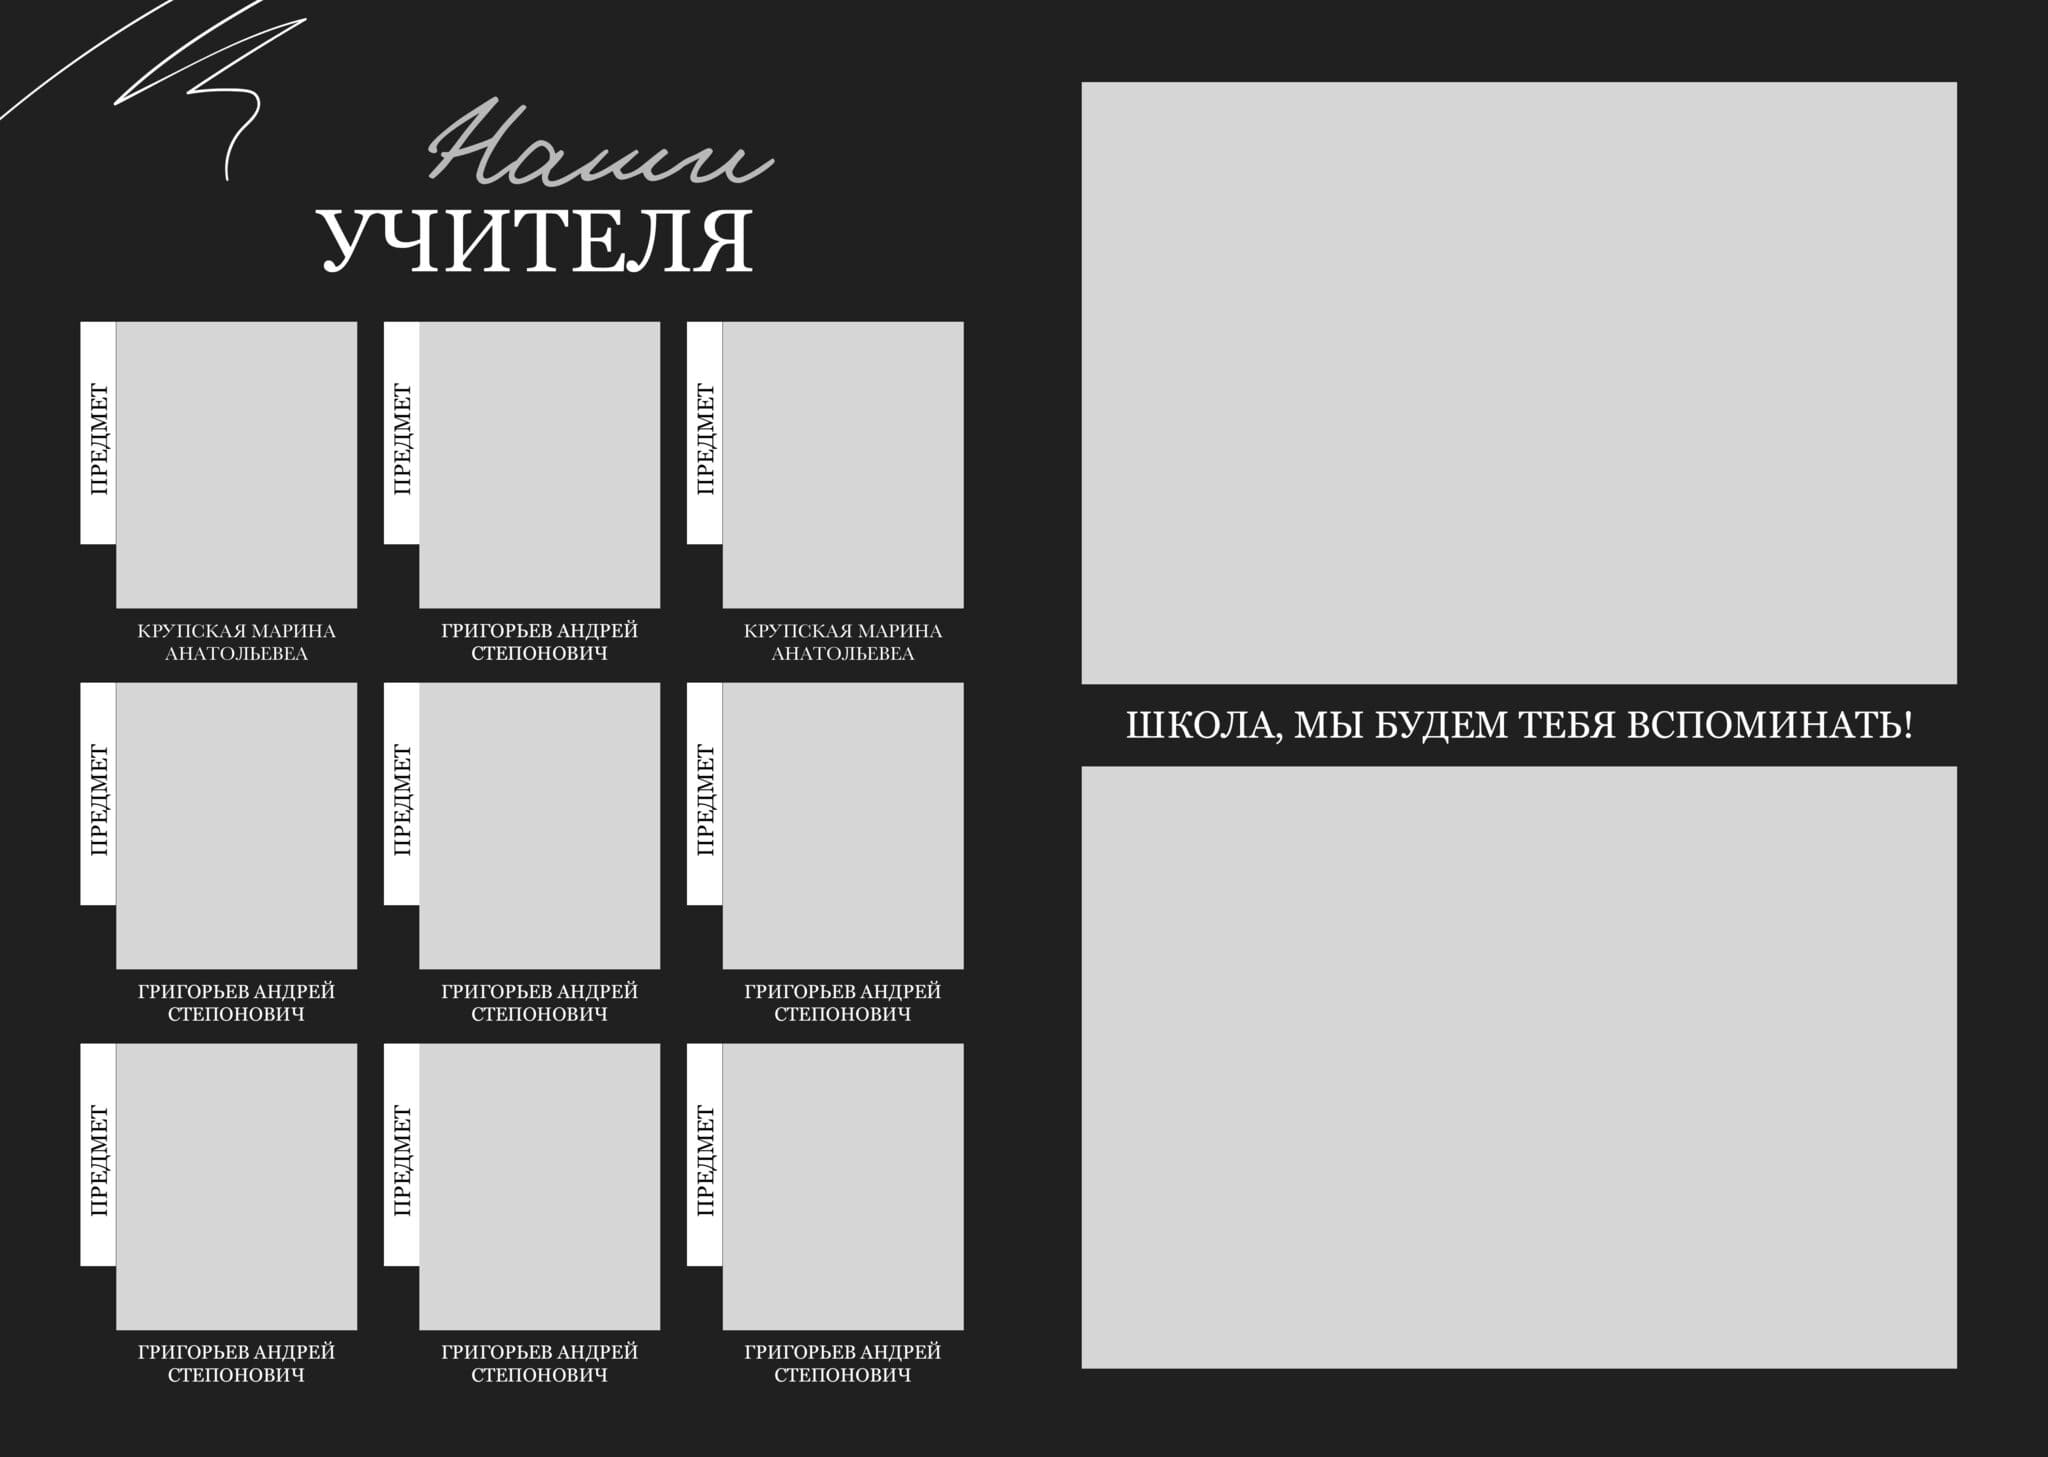 Наши
УЧИТЕЛЯ
ПРЕДМЕТ
ПРЕДМЕТ
ПРЕДМЕТ
КРУПСКАЯ МАРИНА
АНАТОЛЬЕВЕА
ГРИГОРЬЕВ АНДРЕЙ
СТЕПОНОВИЧ
КРУПСКАЯ МАРИНА
АНАТОЛЬЕВЕА
ПРЕДМЕТ
ПРЕДМЕТ
ПРЕДМЕТ
ГРИГОРЬЕВ АНДРЕЙ
СТЕПОНОВИЧ
ГРИГОРЬЕВ АНДРЕЙ
СТЕПОНОВИЧ
ГРИГОРЬЕВ АНДРЕЙ
СТЕПОНОВИЧ
ПРЕДМЕТ
ПРЕДМЕТ
ПРЕДМЕТ
ГРИГОРЬЕВ АНДРЕЙ
СТЕПОНОВИЧ
ГРИГОРЬЕВ АНДРЕЙ
СТЕПОНОВИЧ
ГРИГОРЬЕВ АНДРЕЙ
СТЕПОНОВИЧ
ШКОЛА, МЫ БУДЕМ ТЕБЯ ВСПОМИНАТЬ!